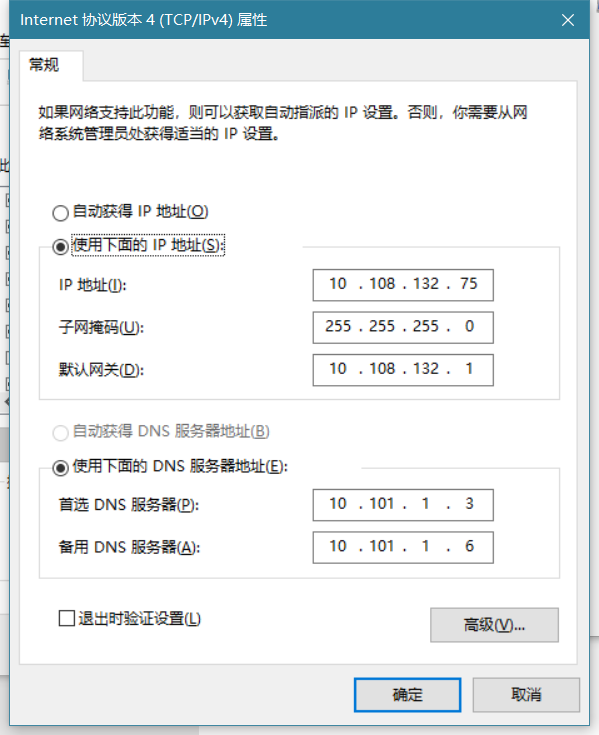 Internet 协议版本 4 (TCP/IPv4) 属性
常规
如果网络支持此功能，则可以获取自动指派的 IP 设置。否则，你需要从网
络系统管理员处获得适当的 IP 设置。
自动获得 IP 地址(O)
使用下面的 IP 地址(S):
IP 地址(I): 10 . 108 . 132 . 75
子网掩码(U): 255 . 255 . 255 . 0
默认网关(D): 10 . 108 . 132 . 1
自动获得 DNS 服务器地址(B)
使用下面的 DNS 服务器地址(E):
首选 DNS 服务器(P): 10 . 101 . 1 . 3
备用 DNS 服务器(A): 10 . 101 . 1 . 6
退出时验证设置(L)
高级(V)...
确定 取消